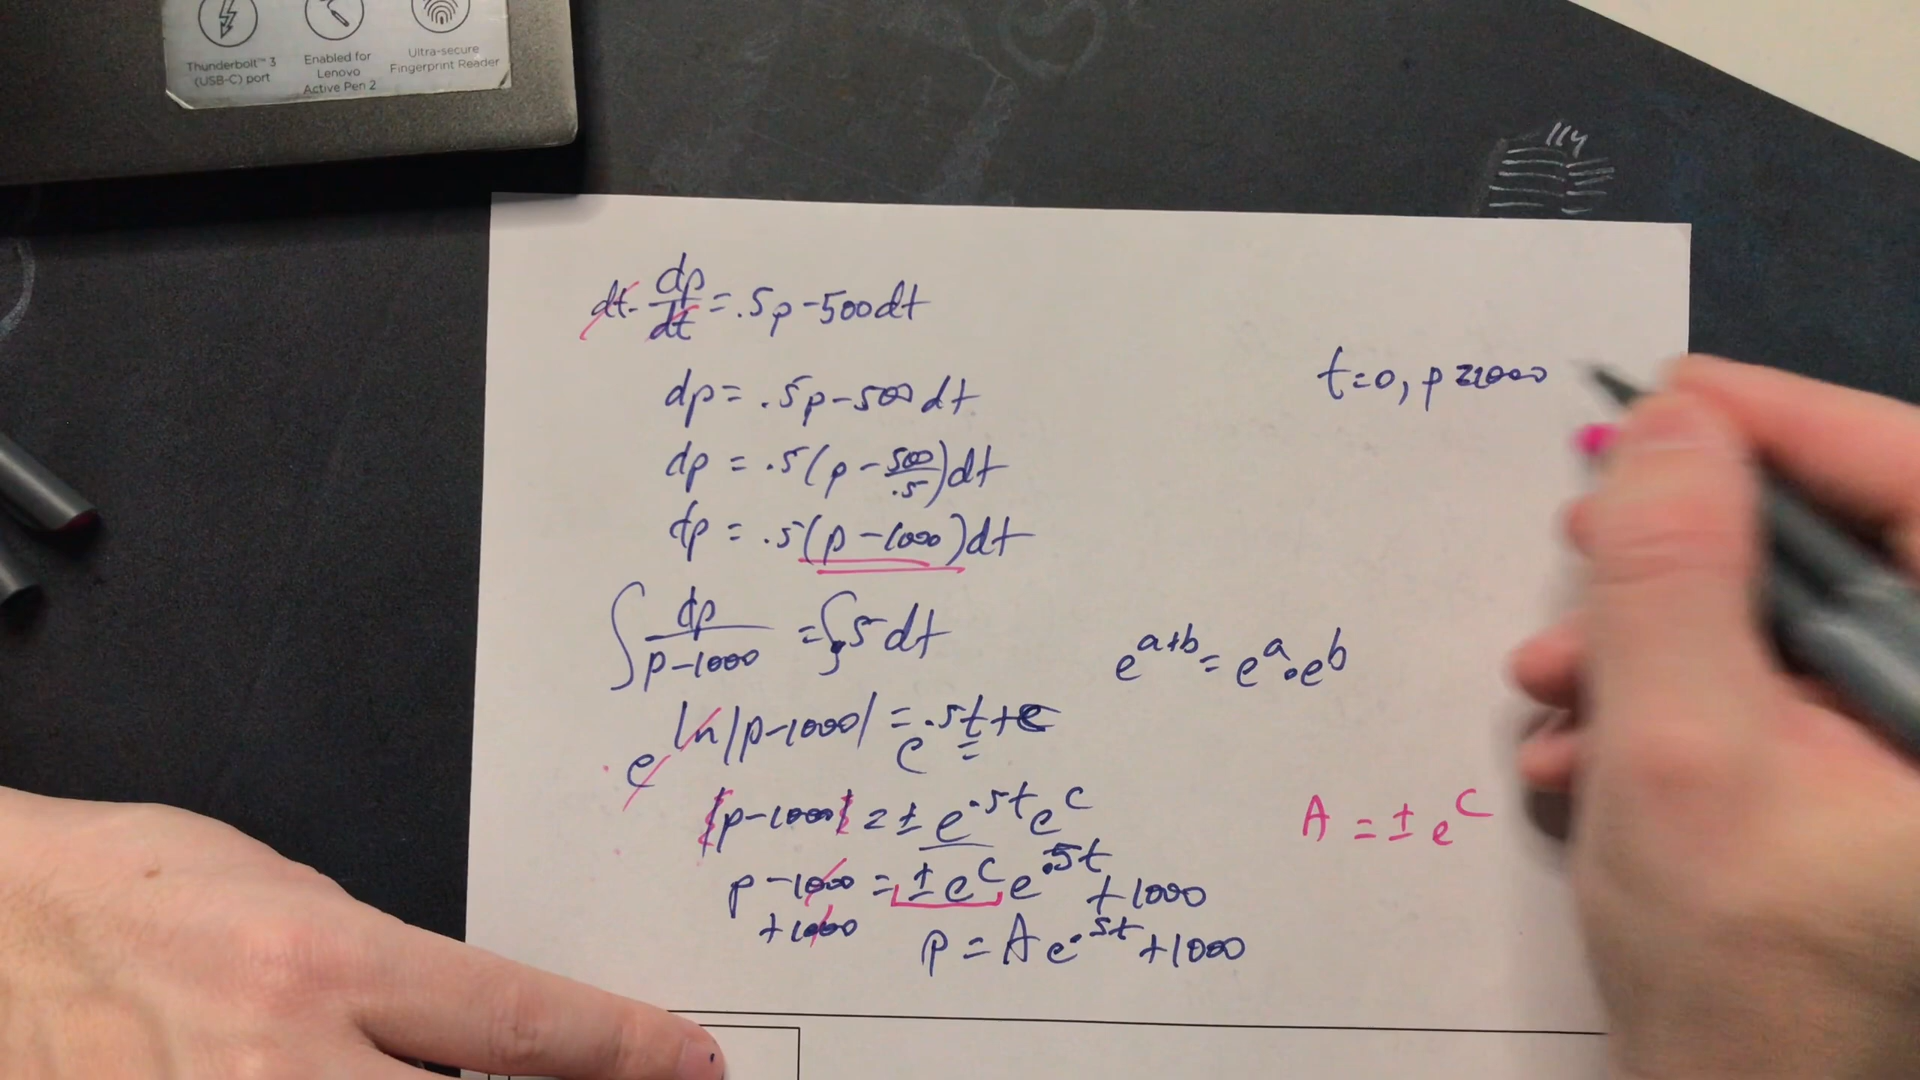 Thunderbolt™ 3
(USB-C) port
Enabled for
Lenovo
Active Pen 2
Ultra-secure
Fingerprint Reader
114
dt · dp/dt = .5p - 500dt
t=0, p=1000
dp = .5p - 500 dt
dp = .5(p - 500/.5)dt
dp = .5(p - 1000)dt
∫ dp/(p-1000) = ∫.5 dt
e^(a+b) = e^a · e^b
e^(ln|p-1000|) = e^(.5t+c)
|p-1000| = ± e^(.5t) e^c
A = ± e^c
p - 1000 = ± e^c e^(.5t) + 1000
+1000
p = A e^(.5t) + 1000